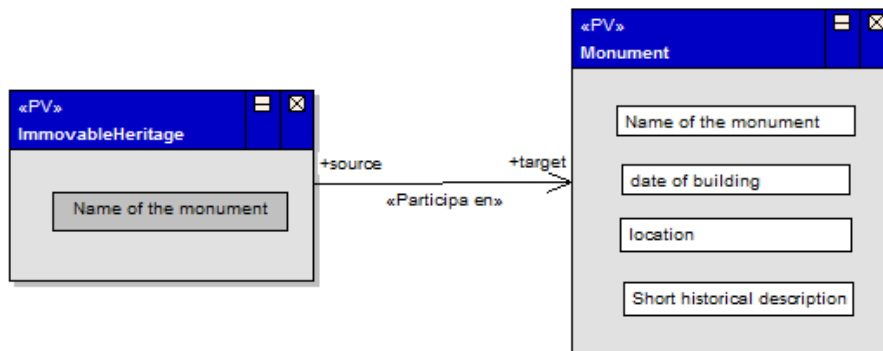 «PV»
ImmovableHeritage
Name of the monument
+source
+target
«Participa en»
«PV»
Monument
Name of the monument
date of building
location
Short historical description